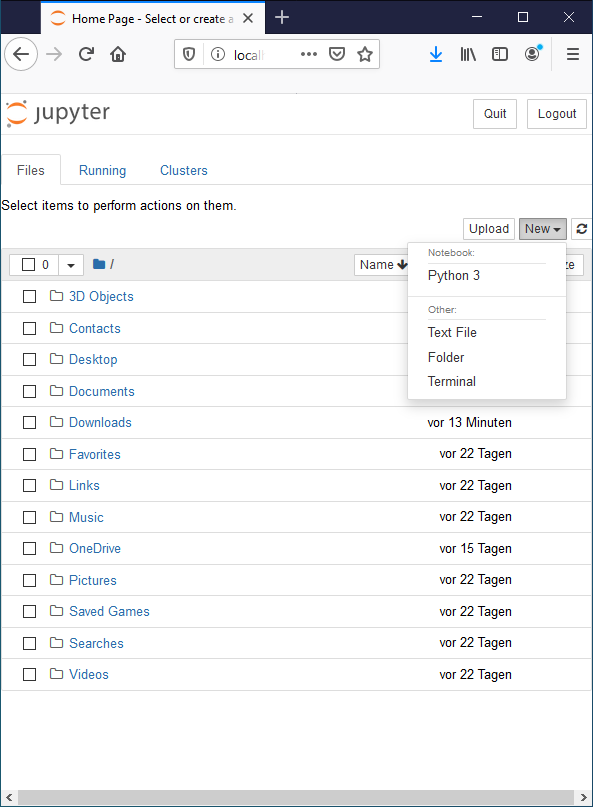 Home Page - Select or create a
local
jupyter
Quit
Logout
Files
Running
Clusters
Select items to perform actions on them.
Upload
New
0
/
Name
ze
Notebook:
Python 3
Other:
Text File
Folder
Terminal
3D Objects
Contacts
Desktop
Documents
Downloads vor 13 Minuten
Favorites vor 22 Tagen
Links vor 22 Tagen
Music vor 22 Tagen
OneDrive vor 15 Tagen
Pictures vor 22 Tagen
Saved Games vor 22 Tagen
Searches vor 22 Tagen
Videos vor 22 Tagen